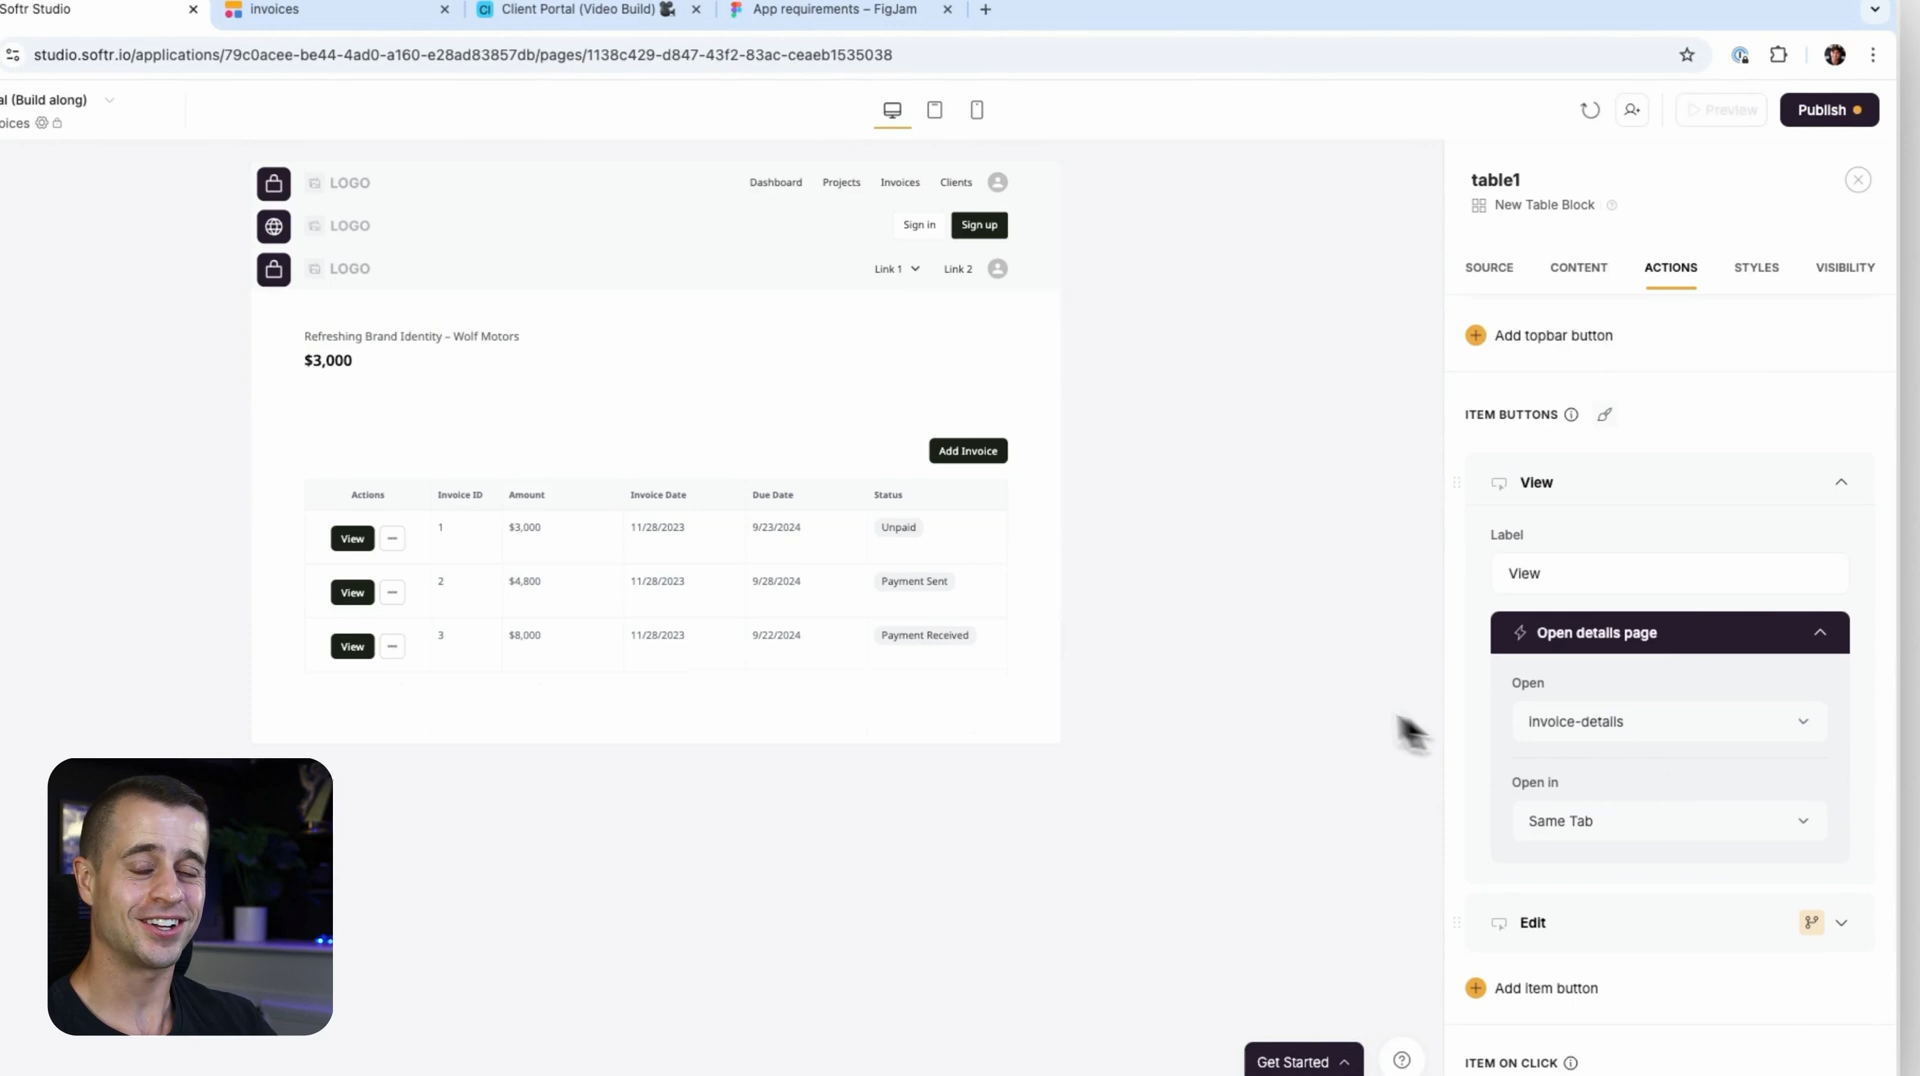 Softr Studio
invoices
Client Portal (Video Build)
App requirements – FigJam
studio.softr.io/applications/79c0acee-be44-4ad0-a160-e28ad83857db/pages/1138c429-d847-43f2-83ac-ceaeb1535038
al (Build along)
oices
Preview
Publish
LOGO
Dashboard Projects Invoices Clients
LOGO
Sign in Sign up
LOGO
Link 1 Link 2
Refreshing Brand Identity – Wolf Motors
$3,000
Add Invoice
Actions Invoice ID Amount Invoice Date Due Date Status
View 1 $3,000 11/28/2023 9/23/2024 Unpaid
View 2 $4,800 11/28/2023 9/28/2024 Payment Sent
View 3 $8,000 11/28/2023 9/22/2024 Payment Received
Get Started
table1
New Table Block
SOURCE CONTENT ACTIONS STYLES VISIBILITY
Add topbar button
ITEM BUTTONS
View
Label
View
Open details page
Open
invoice-details
Open in
Same Tab
Edit
Add item button
ITEM ON CLICK